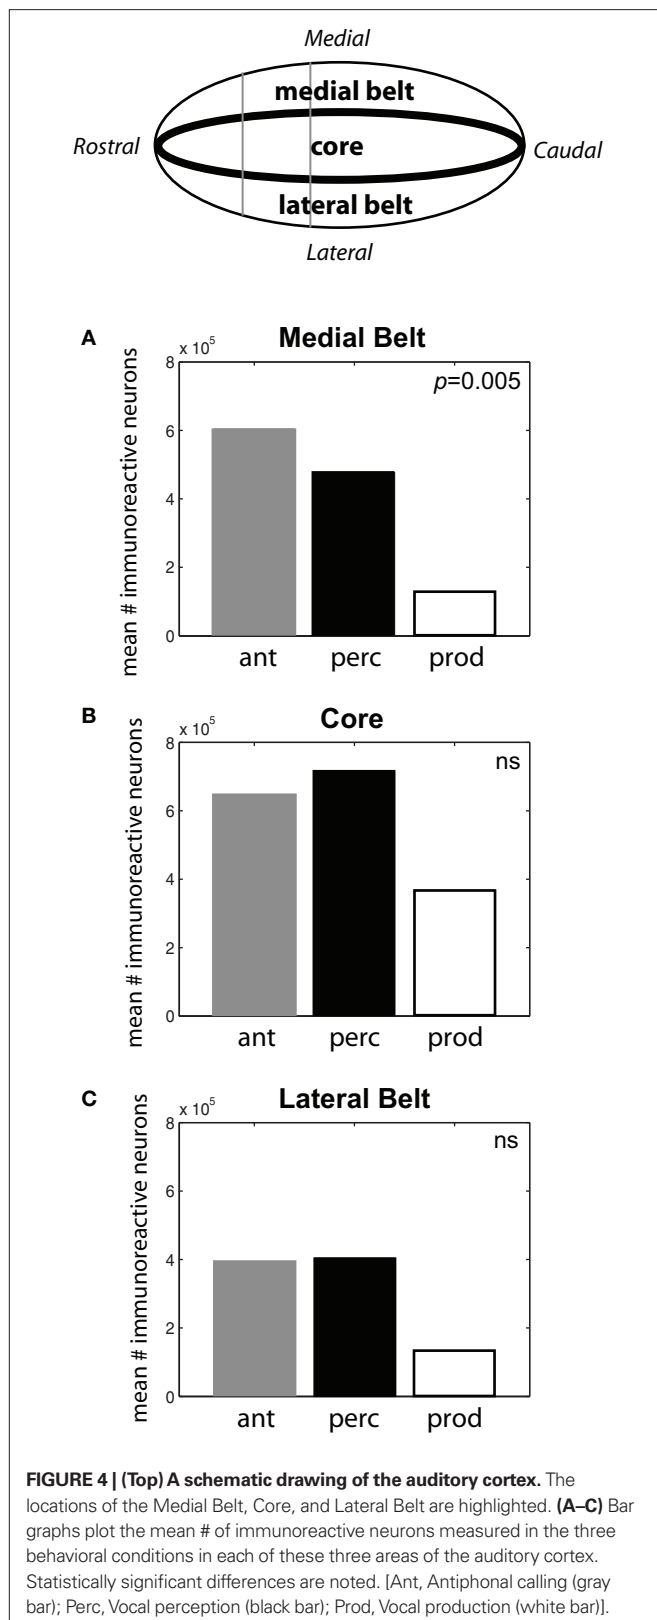 Medial
medial belt
Rostral
core
Caudal
lateral belt
Lateral
A
x 10⁵
Medial Belt
mean # immunoreactive neurons
8
p=0.005
6
4
2
0
ant perc prod
B
x 10⁵
Core
mean # immunoreactive neurons
8
ns
6
4
2
0
ant perc prod
C
x 10⁵
Lateral Belt
mean # immunoreactive neurons
8
ns
6
4
2
0
ant perc prod
FIGURE 4 | (Top) A schematic drawing of the auditory cortex. The
locations of the Medial Belt, Core, and Lateral Belt are highlighted. (A–C) Bar
graphs plot the mean # of immunoreactive neurons measured in the three
behavioral conditions in each of these three areas of the auditory cortex.
Statistically significant differences are noted. [Ant, Antiphonal calling (gray
bar); Perc, Vocal perception (black bar); Prod, Vocal production (white bar)].